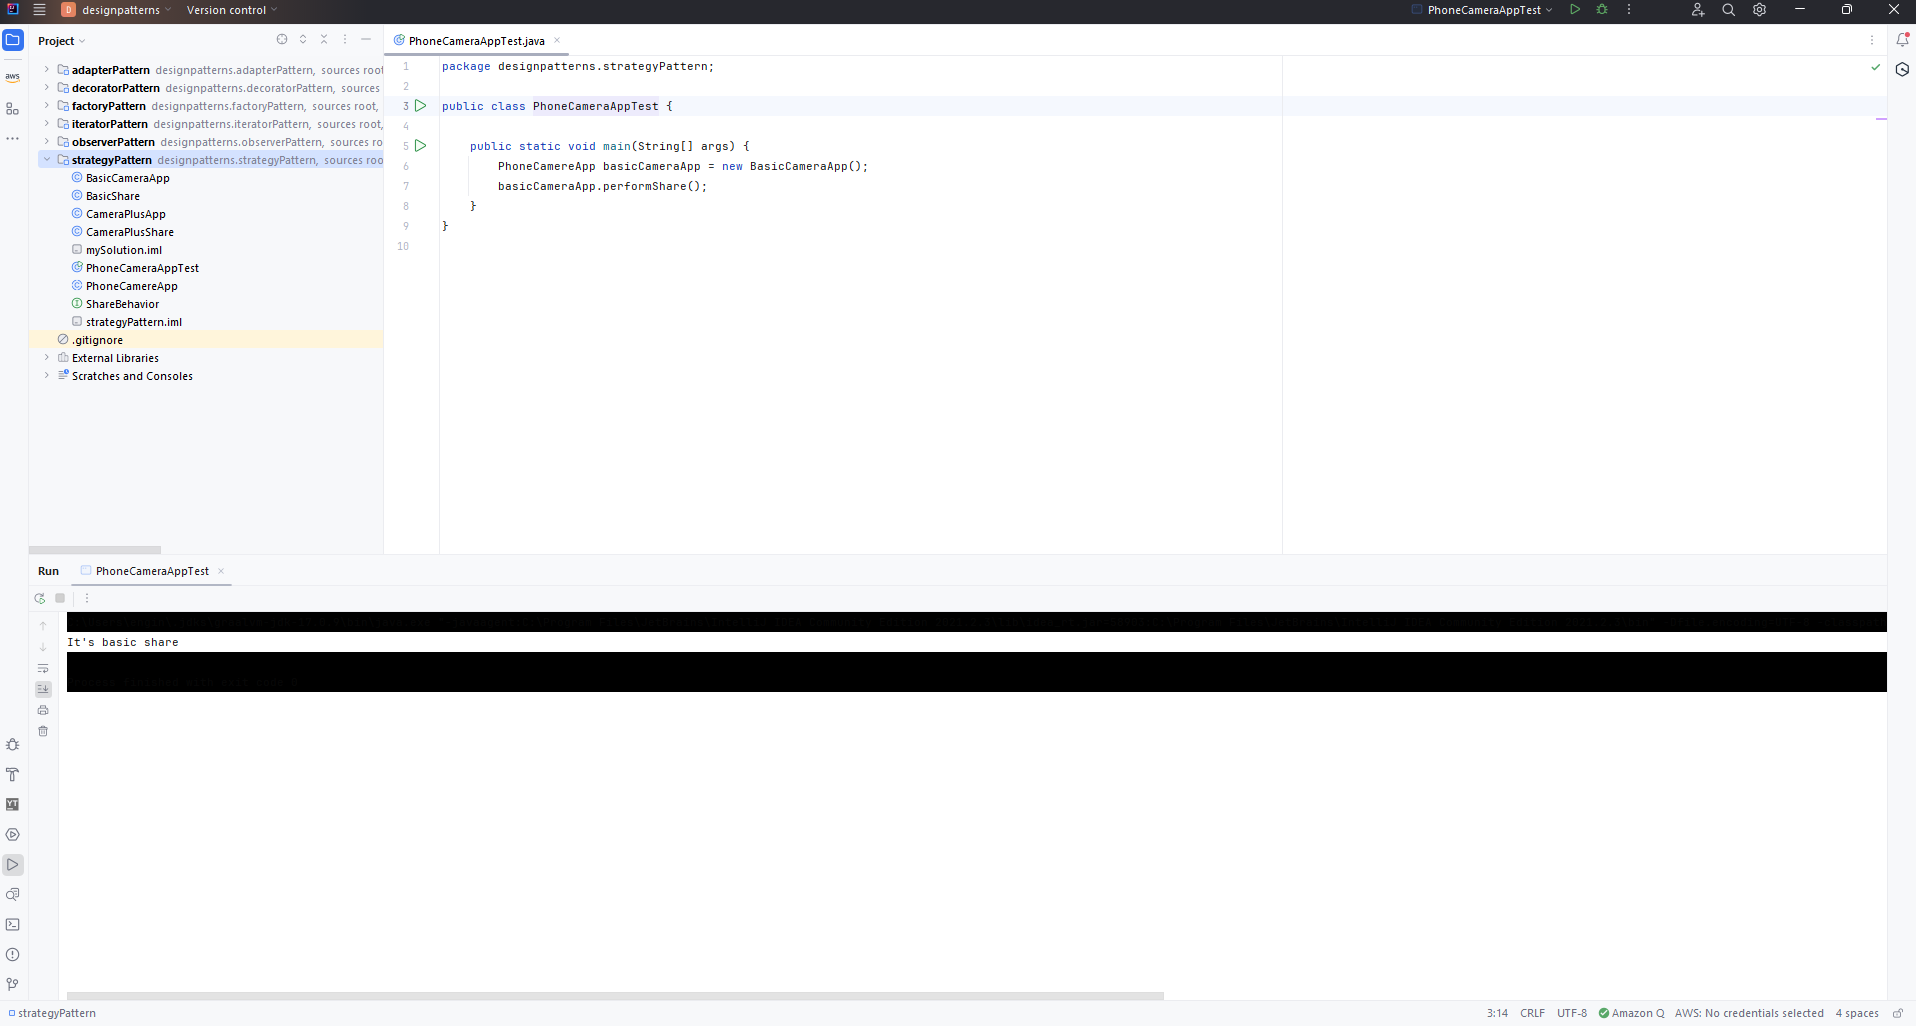 D designpatterns Version control PhoneCameraAppTest
Project
PhoneCameraAppTest.java
aws
adapterPattern designpatterns.adapterPattern, sources root
decoratorPattern designpatterns.decoratorPattern, sources
factoryPattern designpatterns.factoryPattern, sources root,
iteratorPattern designpatterns.iteratorPattern, sources root,
observerPattern designpatterns.observerPattern, sources ro
strategyPattern designpatterns.strategyPattern, sources roo
BasicCameraApp
BasicShare
CameraPlusApp
CameraPlusShare
mySolution.iml
PhoneCameraAppTest
PhoneCamereApp
ShareBehavior
strategyPattern.iml
.gitignore
External Libraries
Scratches and Consoles
1 package designpatterns.strategyPattern;
2
3 public class PhoneCameraAppTest {
4
5 public static void main(String[] args) {
6 PhoneCamereApp basicCameraApp = new BasicCameraApp();
7 basicCameraApp.performShare();
8 }
9 }
10
Run PhoneCameraAppTest
It's basic share
YT
strategyPattern
3:14 CRLF UTF-8 Amazon Q AWS: No credentials selected 4 spaces